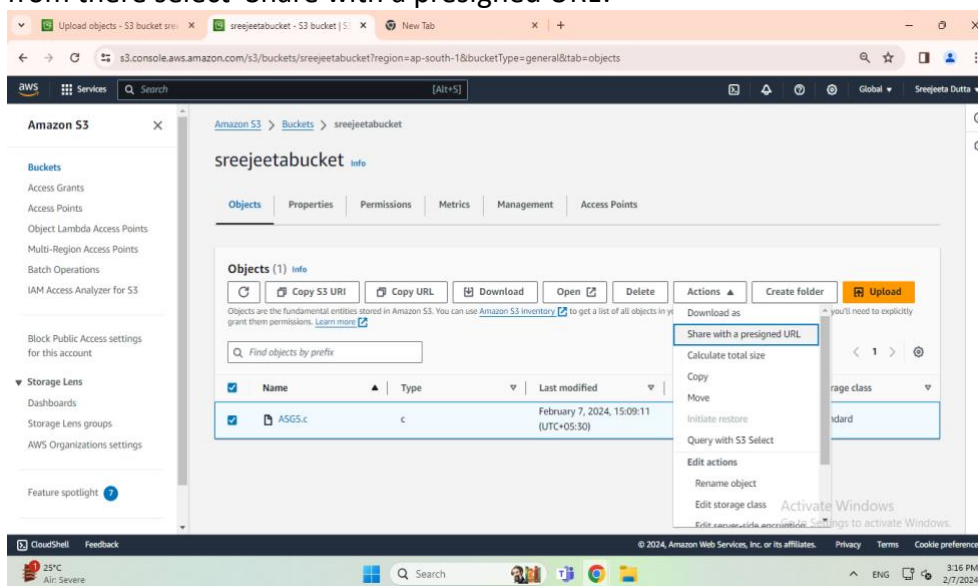 from there select 'Share with a presigned URL.'
Upload objects - S3 bucket sree
sreejeetabucket - S3 bucket | S
New Tab
s3.console.aws.amazon.com/s3/buckets/sreejeetabucket?region=ap-south-1&bucketType=general&tab=objects
aws Services Search [Alt+S] Global Sreejeeta Dutta
Amazon S3
Buckets
Access Grants
Access Points
Object Lambda Access Points
Multi-Region Access Points
Batch Operations
IAM Access Analyzer for S3
Block Public Access settings
for this account
Storage Lens
Dashboards
Storage Lens groups
AWS Organizations settings
Feature spotlight 7
Amazon S3 > Buckets > sreejeetabucket
sreejeetabucket Info
Objects Properties Permissions Metrics Management Access Points
Objects (1) Info
Copy S3 URI Copy URL Download Open Delete Actions Create folder Upload
Objects are the fundamental entities stored in Amazon S3. You can use Amazon S3 inventory to get a list of all objects in you'll need to explicitly
grant them permissions. Learn more
Find objects by prefix
< 1 >
Name Type Last modified rage class
ASG5.c c February 7, 2024, 15:09:11 ndard
(UTC+05:30)
Download as
Share with a presigned URL
Calculate total size
Copy
Move
Initiate restore
Query with S3 Select
Edit actions
Rename object
Edit storage class
Edit server-side encryption
Activate Windows
Go to Settings to activate Windows.
CloudShell Feedback © 2024, Amazon Web Services, Inc. or its affiliates. Privacy Terms Cookie preference
25°C
Air: Severe
Search
ENG
3:16 PM
2/7/2024